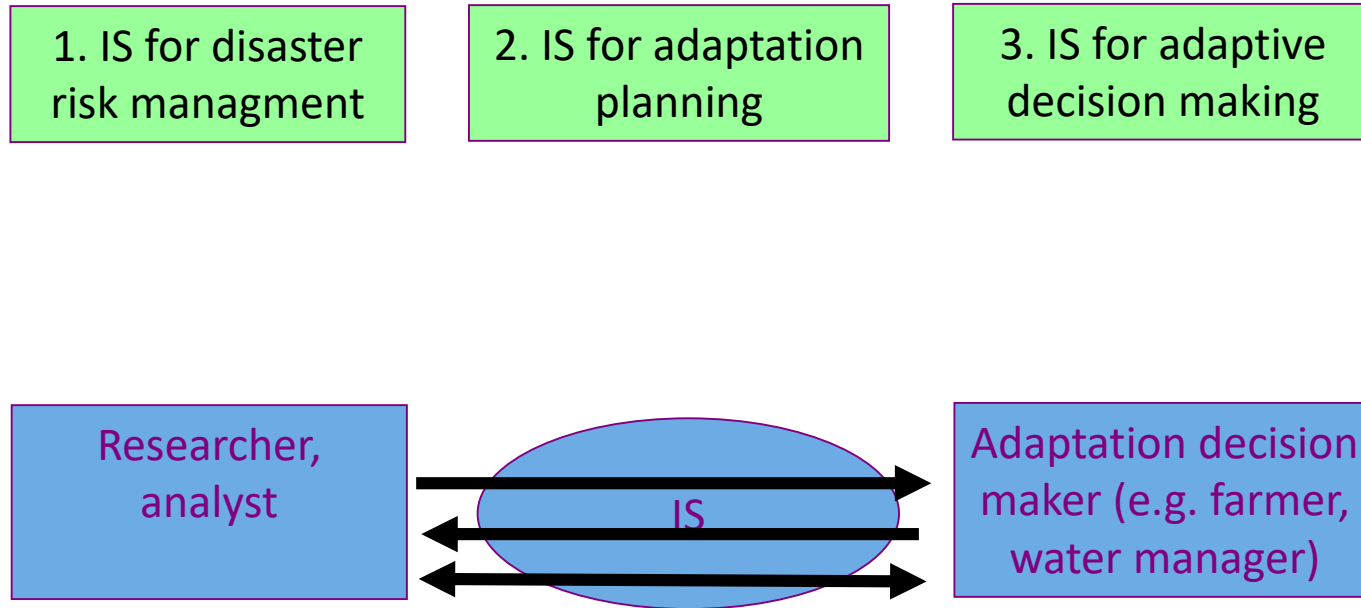 1. IS for disaster
risk managment
2. IS for adaptation
planning
3. IS for adaptive
decision making
Researcher,
analyst
IS
Adaptation decision
maker (e.g. farmer,
water manager)